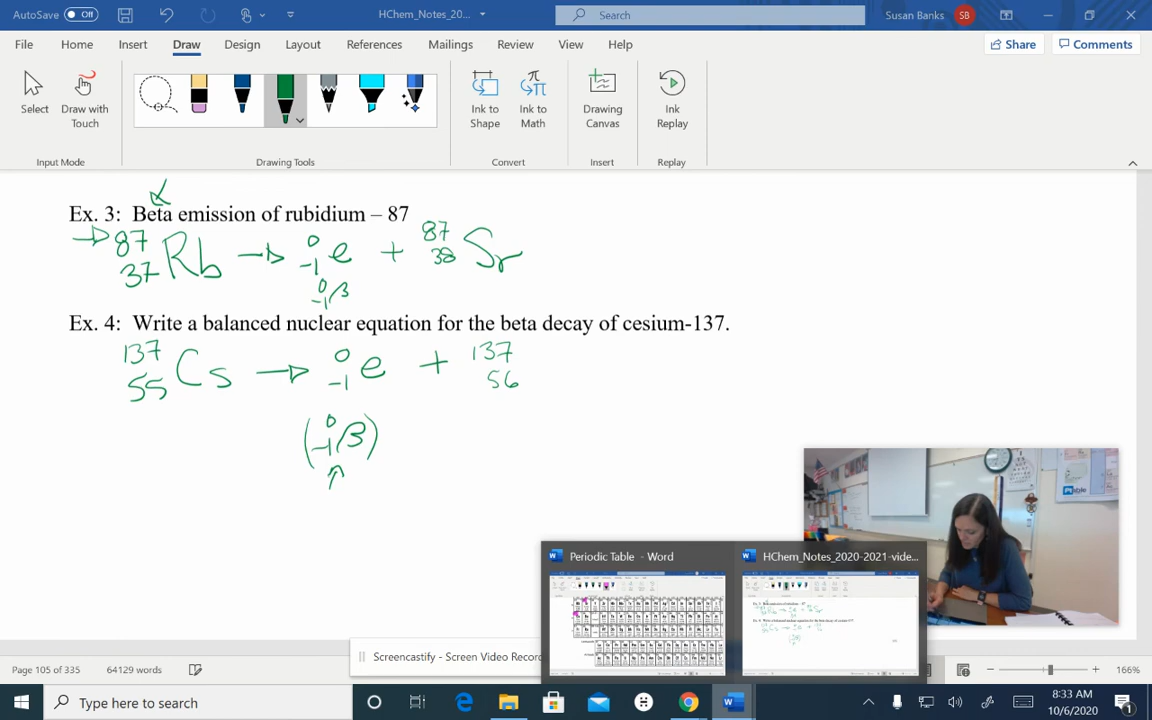 AutoSave Off HChem_Notes_20... Search Susan Banks SB
File Home Insert Draw Design Layout References Mailings Review View Help Share Comments
Select Draw with Touch Ink to Shape Ink to Math Drawing Canvas Ink Replay
Input Mode Drawing Tools Convert Insert Replay
α
Ex. 3: Beta emission of rubidium – 87
→ 87 37 Rb → 0 -1 e + 87 38 Sr
0 -1 β
Ex. 4: Write a balanced nuclear equation for the beta decay of cesium-137.
137 55 Cs → 0 -1 e + 137 56
(0 -1 β)
↑
Periodic Table - Word HChem_Notes_2020-2021-vide...
Screencastify - Screen Video Record
Page 105 of 335 64129 words 166%
Type here to search 8:33 AM
10/6/2020
1